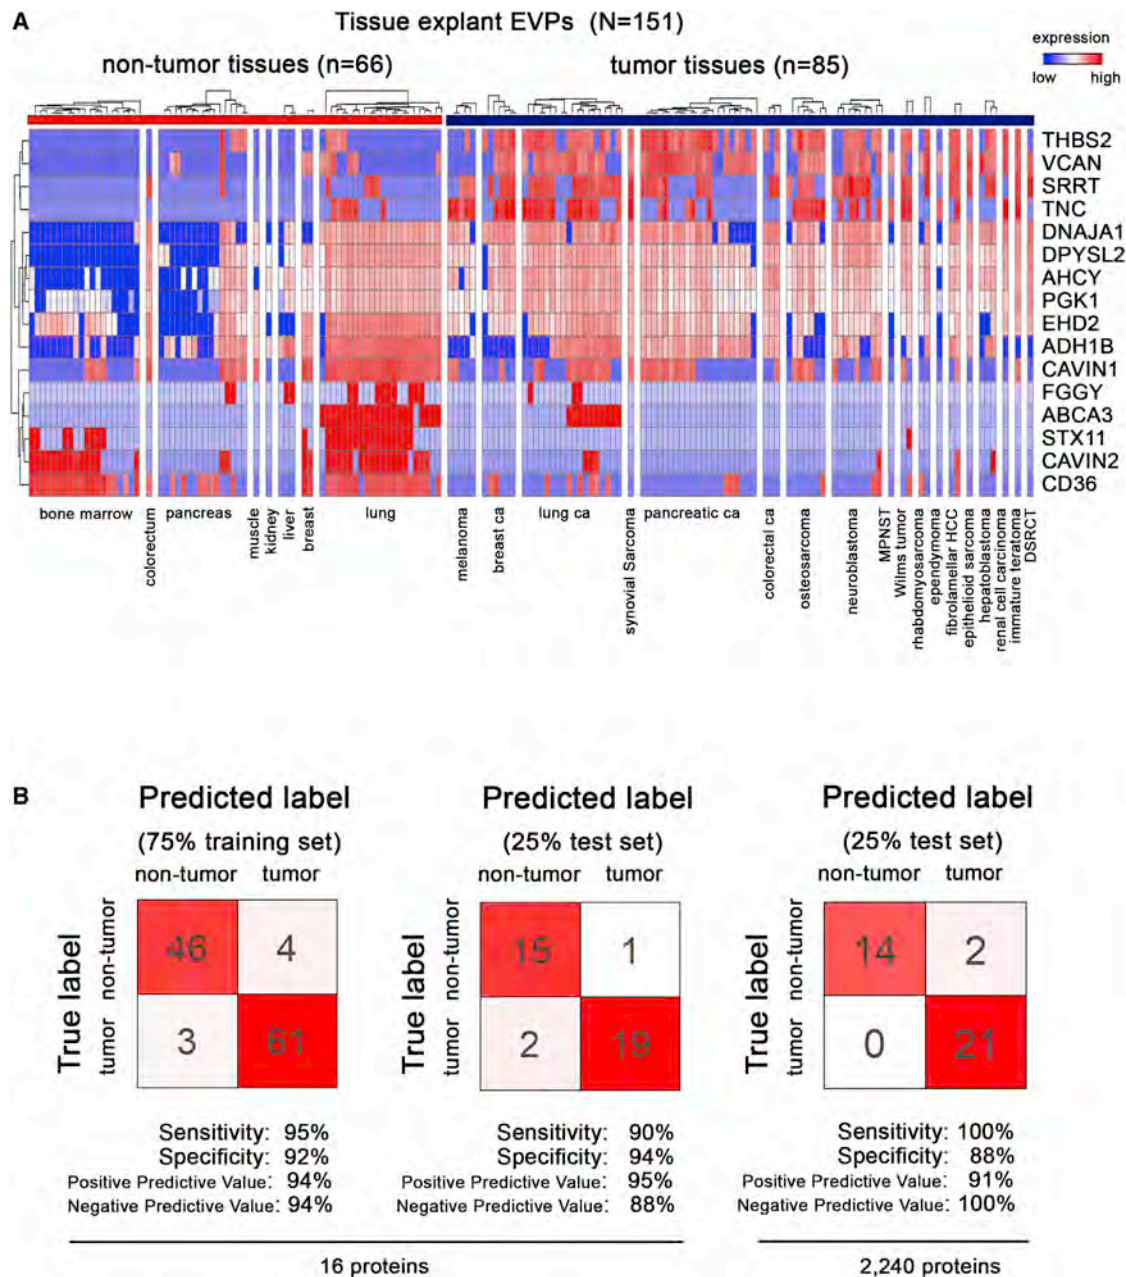 A
Tissue explant EVPs (N=151)
expression
low high
non-tumor tissues (n=66)
tumor tissues (n=85)
THBS2
VCAN
SRRT
TNC
DNAJA1
DPYSL2
AHCY
PGK1
EHD2
ADH1B
CAVIN1
FGGY
ABCA3
STX11
CAVIN2
CD36
bone marrow
colorectum
pancreas
muscle
kidney
liver
breast
lung
melanoma
breast ca
lung ca
synovial Sarcoma
pancreatic ca
colorectal ca
osteosarcoma
neuroblastoma
MPNST
Wilms tumor
rhabdomyosarcoma
ependymoma
fibrolamellar HCC
epithelioid sarcoma
hepatoblastoma
renal cell carcinoma
immature teratoma
DSRCT
B
Predicted label
(75% training set)
non-tumor tumor
True label
non-tumor
tumor
46 4
3 61
Sensitivity: 95%
Specificity: 92%
Positive Predictive Value: 94%
Negative Predictive Value: 94%
Predicted label
(25% test set)
non-tumor tumor
True label
non-tumor
tumor
15 1
2 19
Sensitivity: 90%
Specificity: 94%
Positive Predictive Value: 95%
Negative Predictive Value: 88%
16 proteins
Predicted label
(25% test set)
non-tumor tumor
True label
non-tumor
tumor
14 2
0 21
Sensitivity: 100%
Specificity: 88%
Positive Predictive Value: 91%
Negative Predictive Value: 100%
2,240 proteins